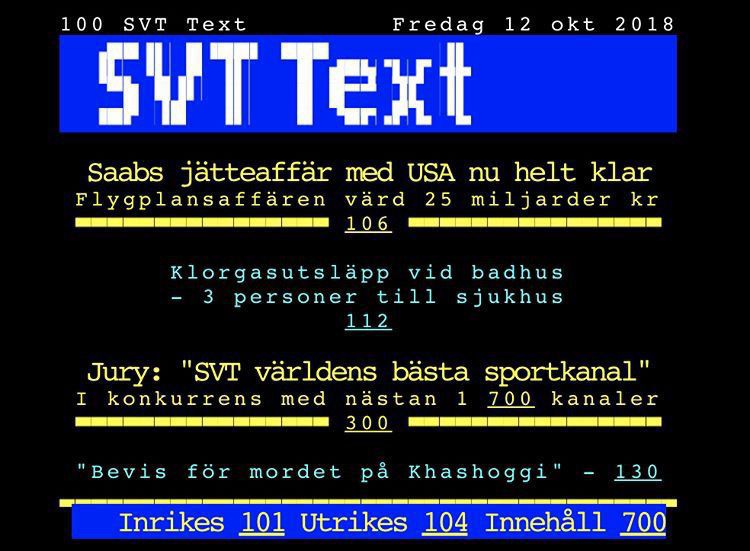 100 SVT Text Fredag 12 okt 2018
SVT Text
Saabs jätteaffär med USA nu helt klar
Flygplansaffären värd 25 miljarder kr
106
Klorgasutsläpp vid badhus
- 3 personer till sjukhus
112
Jury: "SVT världens bästa sportkanal"
I konkurrens med nästan 1 700 kanaler
300
"Bevis för mordet på Khashoggi" - 130
Inrikes 101 Utrikes 104 Innehåll 700